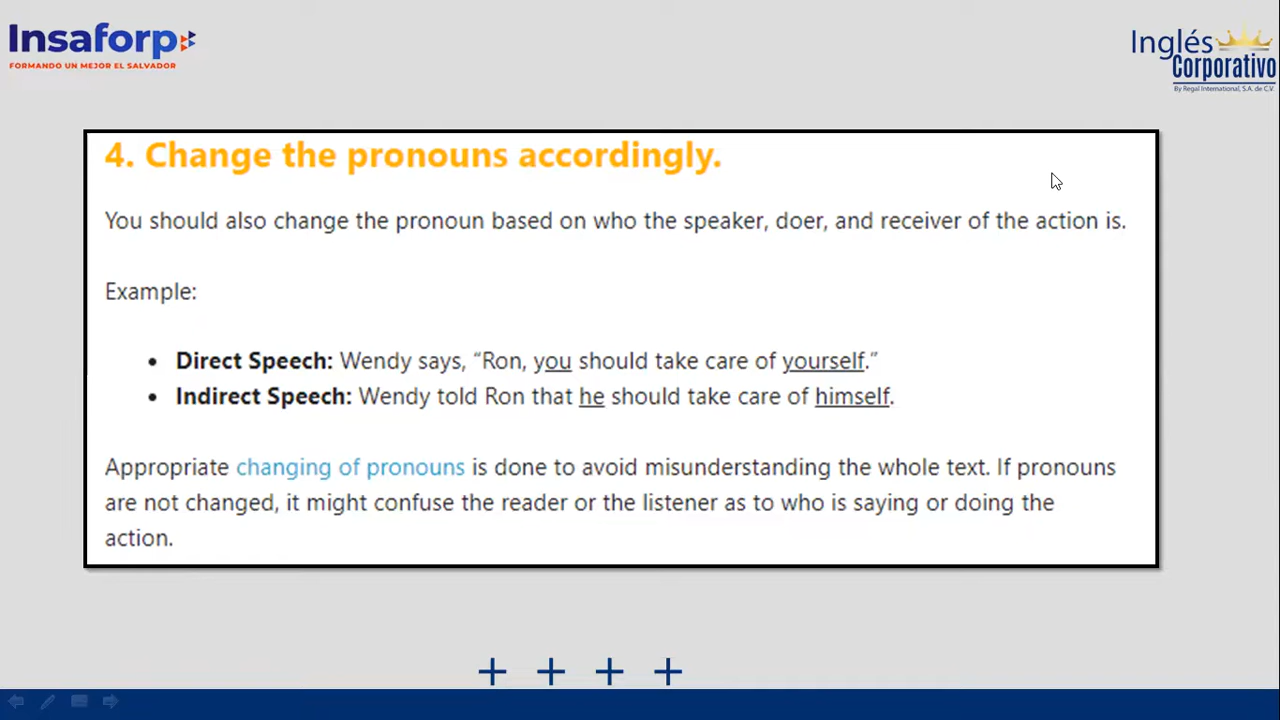 Insaforp
FORMANDO UN MEJOR EL SALVADOR
Inglés
Corporativo
By Regal International, S.A. de C.V.
4. Change the pronouns accordingly.
You should also change the pronoun based on who the speaker, doer, and receiver of the action is.
Example:
• Direct Speech: Wendy says, “Ron, you should take care of yourself.”
• Indirect Speech: Wendy told Ron that he should take care of himself.
Appropriate changing of pronouns is done to avoid misunderstanding the whole text. If pronouns
are not changed, it might confuse the reader or the listener as to who is saying or doing the
action.